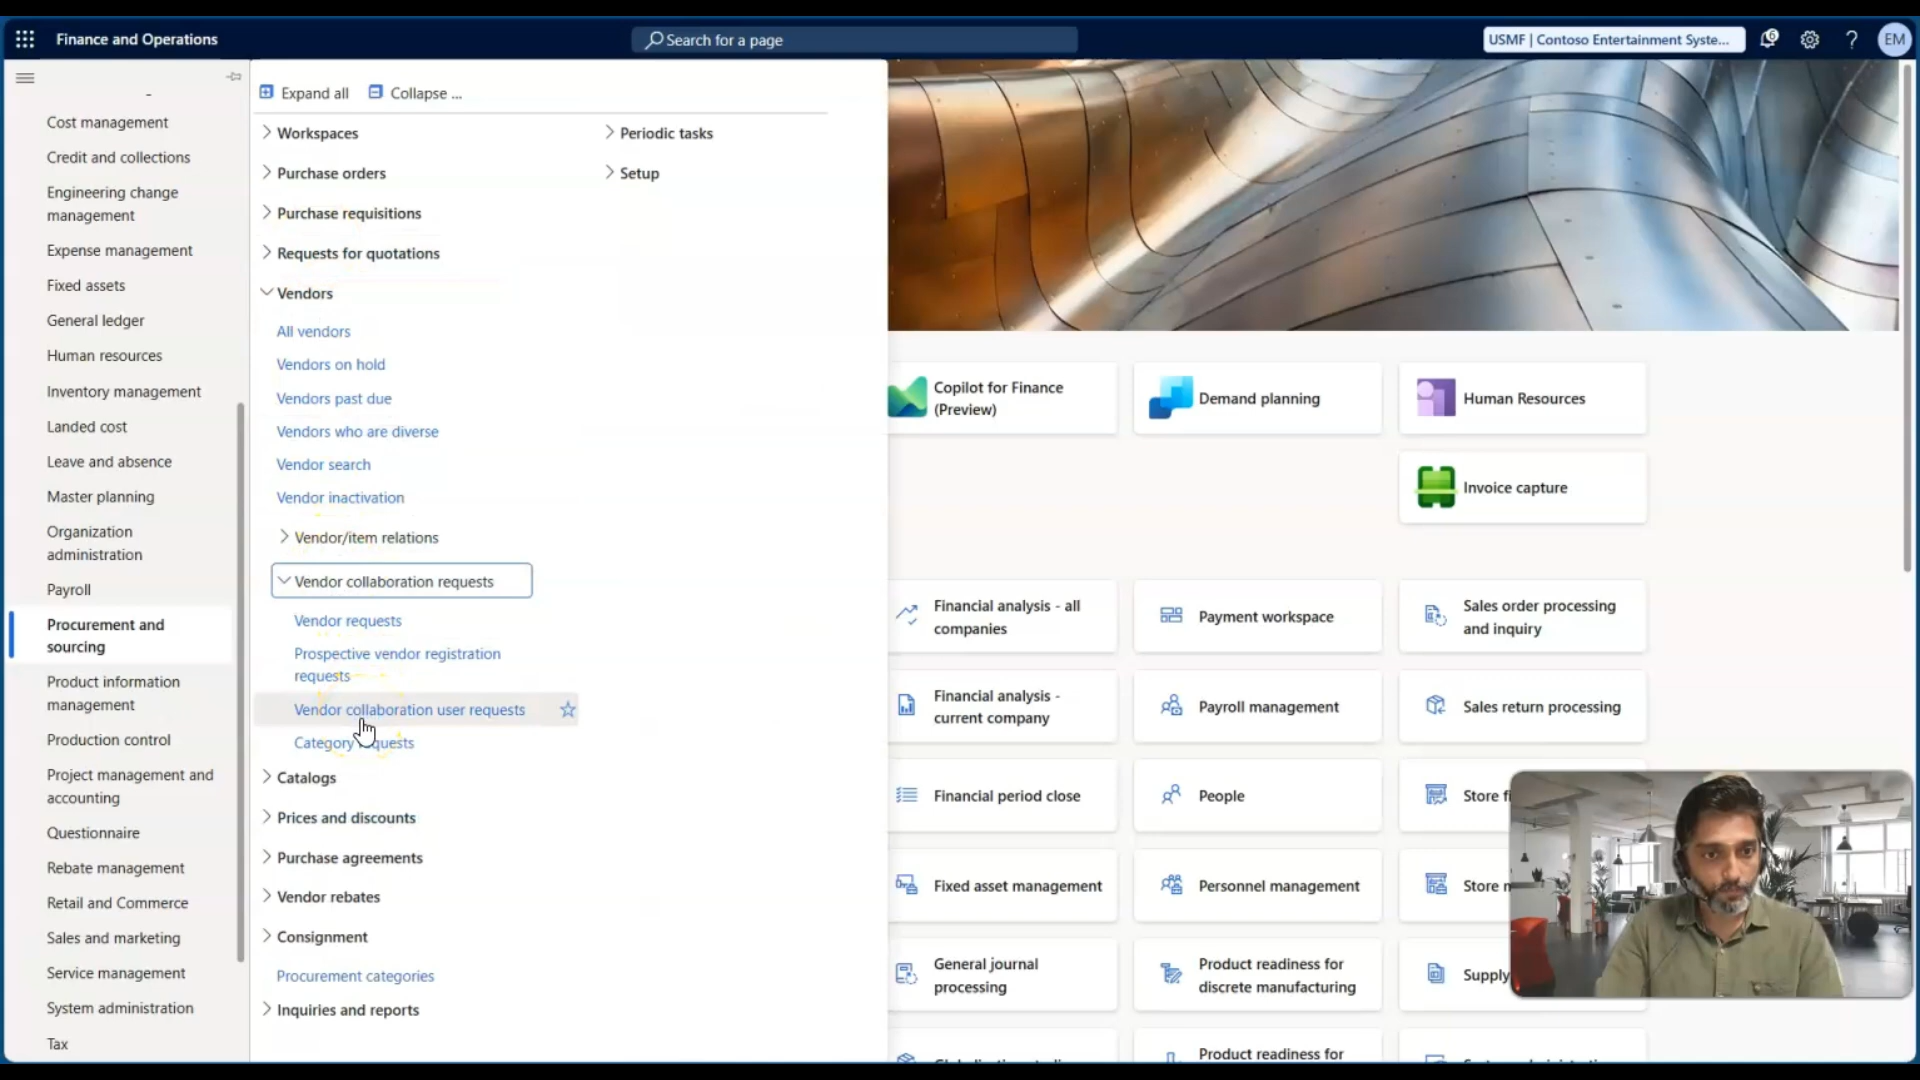 Finance and Operations
Search for a page
USMF | Contoso Entertainment Syste...
6
?
EM
Cost management
Credit and collections
Engineering change
management
Expense management
Fixed assets
General ledger
Human resources
Inventory management
Landed cost
Leave and absence
Master planning
Organization
administration
Payroll
Procurement and
sourcing
Product information
management
Production control
Project management and
accounting
Questionnaire
Rebate management
Retail and Commerce
Sales and marketing
Service management
System administration
Tax
Expand all
Collapse ...
Workspaces
Purchase orders
Purchase requisitions
Requests for quotations
Vendors
All vendors
Vendors on hold
Vendors past due
Vendors who are diverse
Vendor search
Vendor inactivation
Vendor/item relations
Vendor collaboration requests
Vendor requests
Prospective vendor registration
requests
Vendor collaboration user requests
Category requests
Catalogs
Prices and discounts
Purchase agreements
Vendor rebates
Consignment
Procurement categories
Inquiries and reports
Periodic tasks
Setup
Copilot for Finance
(Preview)
Demand planning
Human Resources
Invoice capture
Financial analysis - all
companies
Payment workspace
Sales order processing
and inquiry
Financial analysis -
current company
Payroll management
Sales return processing
Financial period close
People
Store
Fixed asset management
Personnel management
Store
General journal
processing
Product readiness for
discrete manufacturing
Supply
Product readiness for